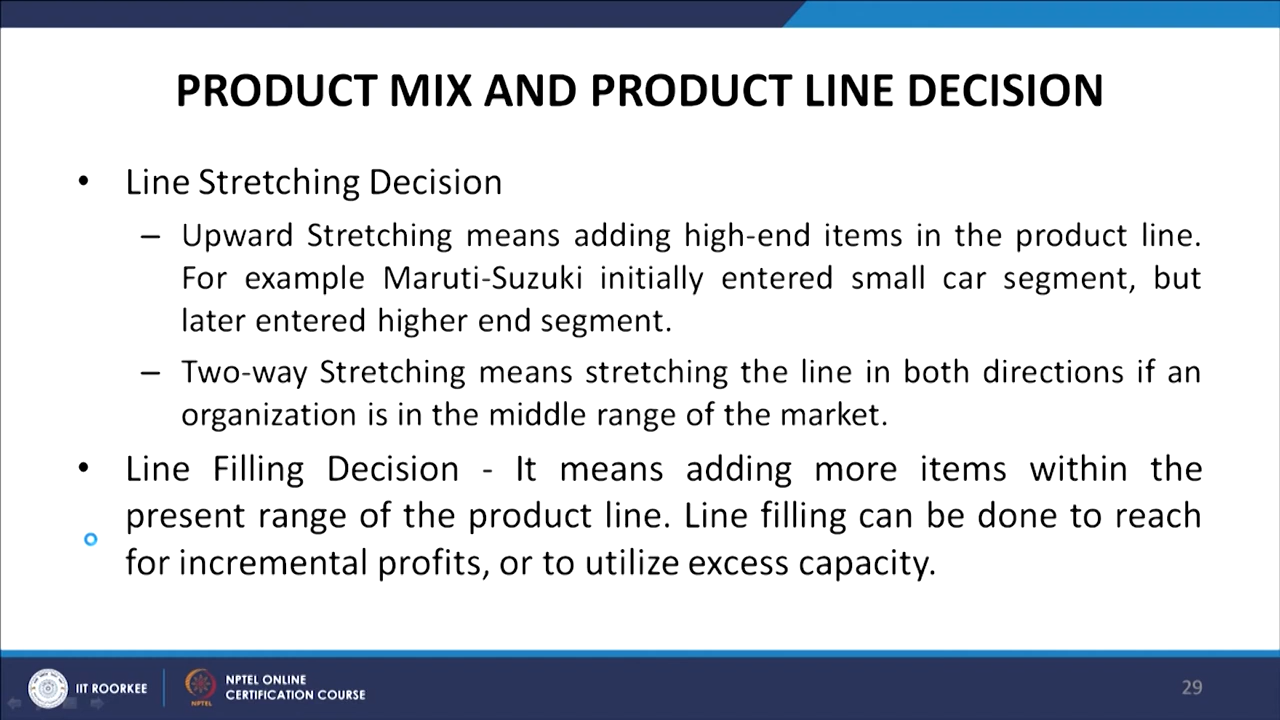 PRODUCT MIX AND PRODUCT LINE DECISION
• Line Stretching Decision
– Upward Stretching means adding high-end items in the product line.
For example Maruti-Suzuki initially entered small car segment, but
later entered higher end segment.
– Two-way Stretching means stretching the line in both directions if an
organization is in the middle range of the market.
• Line Filling Decision - It means adding more items within the
present range of the product line. Line filling can be done to reach
for incremental profits, or to utilize excess capacity.
IIT ROORKEE
NPTEL
NPTEL ONLINE
CERTIFICATION COURSE
29